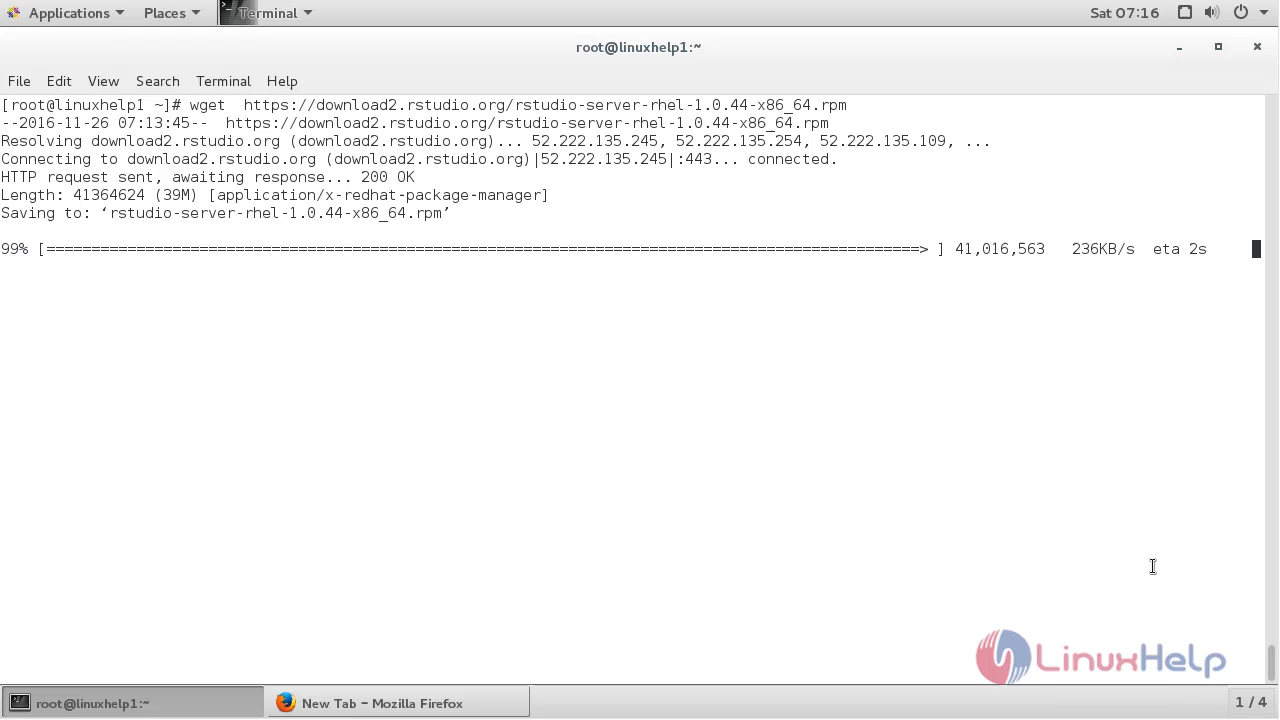 Applications Places Terminal Sat 07:16
root@linuxhelp1:~
File Edit View Search Terminal Help
[root@linuxhelp1 ~]# wget  https://download2.rstudio.org/rstudio-server-rhel-1.0.44-x86_64.rpm
--2016-11-26 07:13:45--  https://download2.rstudio.org/rstudio-server-rhel-1.0.44-x86_64.rpm
Resolving download2.rstudio.org (download2.rstudio.org)... 52.222.135.245, 52.222.135.254, 52.222.135.109, ...
Connecting to download2.rstudio.org (download2.rstudio.org)|52.222.135.245|:443... connected.
HTTP request sent, awaiting response... 200 OK
Length: 41364624 (39M) [application/x-redhat-package-manager]
Saving to: ‘rstudio-server-rhel-1.0.44-x86_64.rpm’
99% [=================================================================================================> ] 41,016,563   236KB/s  eta 2s
LinuxHelp
root@linuxhelp1:~ New Tab - Mozilla Firefox 1 / 4